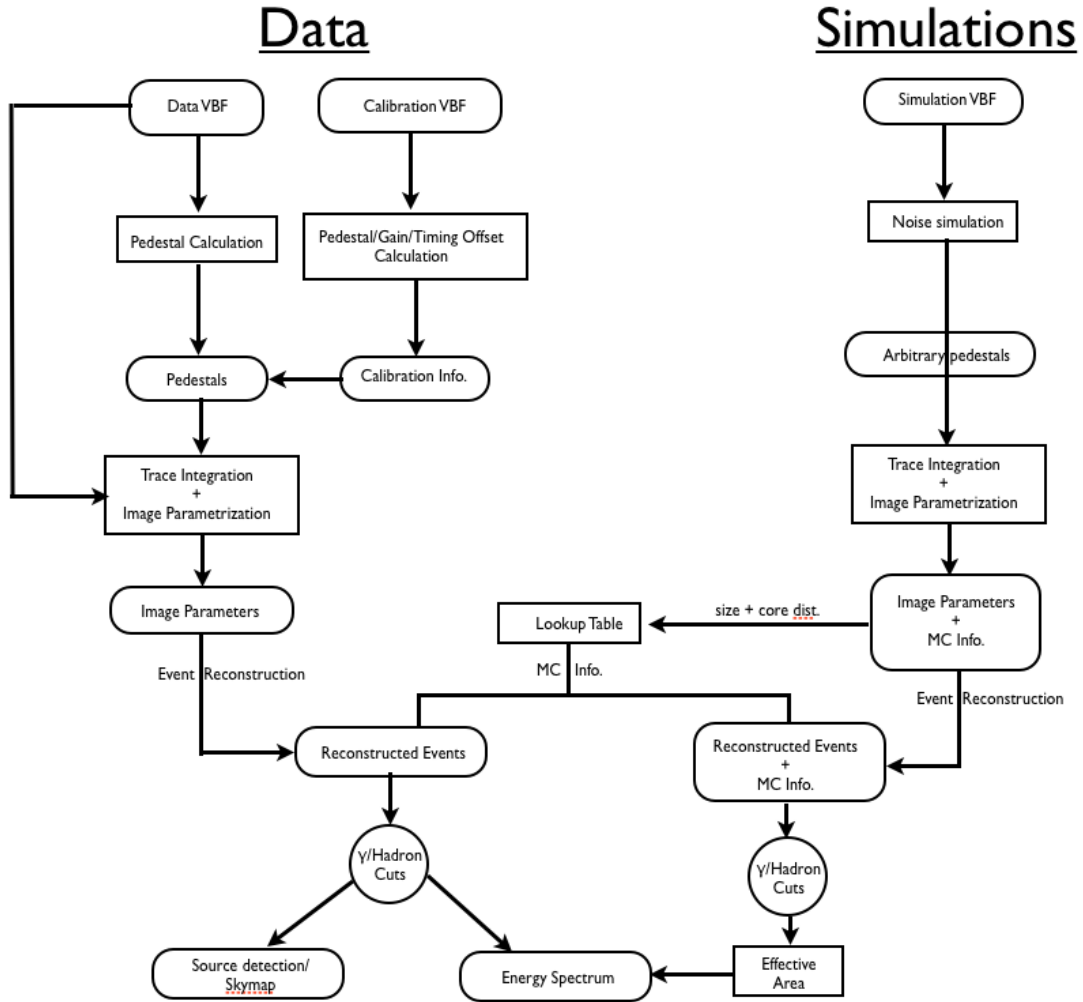 Data
Simulations
Data VBF
Calibration VBF
Simulation VBF
Pedestal Calculation
Pedestal/Gain/Timing Offset
Calculation
Noise simulation
Pedestals
Calibration Info.
Arbitrary pedestals
Trace Integration
+
Image Parametrization
Trace Integration
+
Image Parametrization
Image Parameters
Lookup Table
size + core dist.
Image Parameters
+
MC Info.
Event Reconstruction
MC Info.
Event Reconstruction
Reconstructed Events
Reconstructed Events
+
MC Info.
γ/Hadron
Cuts
γ/Hadron
Cuts
Source detection/
Skymap
Energy Spectrum
Effective
Area